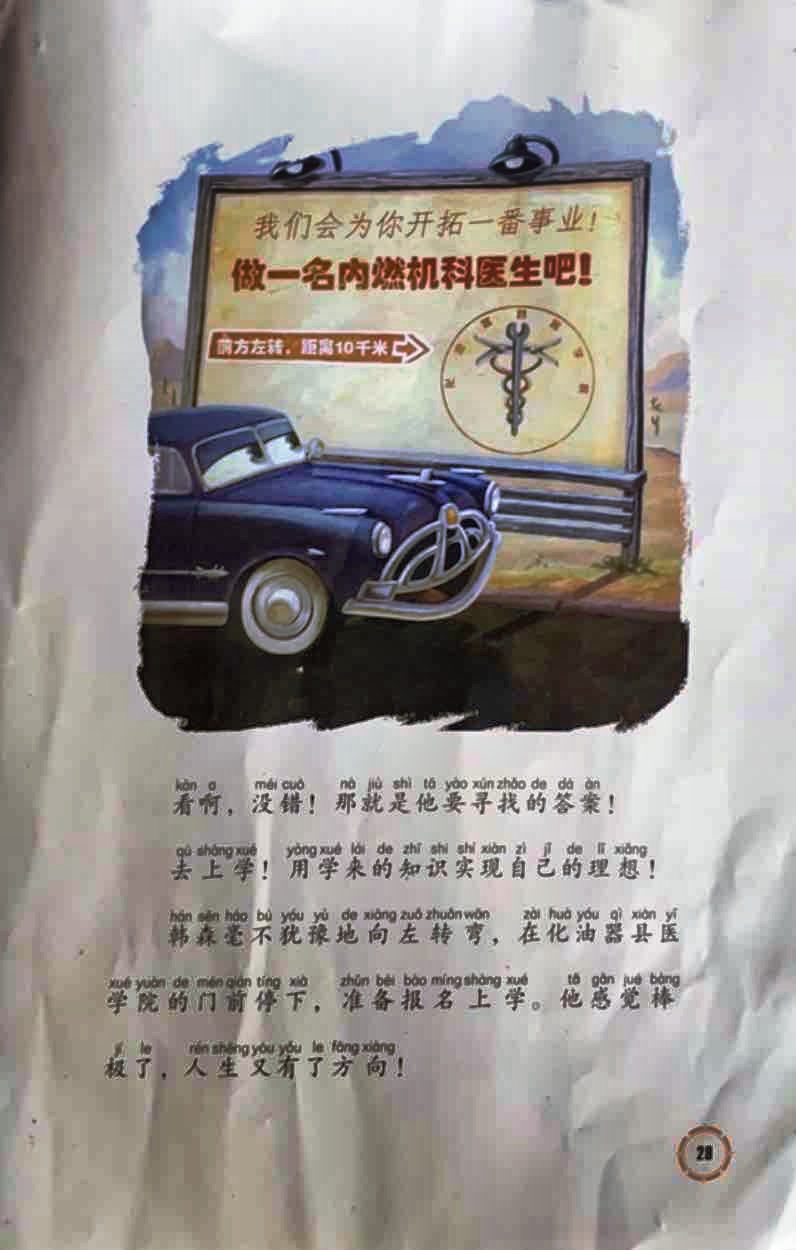 我们会为你开拓一番事业！
做一名内燃机科医生吧！
前方左转，距离10千米
kàn a méi cuò nà jiù shì tā yào xún zhǎo de dá àn
看啊，没错！那就是他要寻找的答案！
qù shàng xué yòng xué lái de zhī shi shí xiàn zì jǐ de lǐ xiǎng
去上学！用学来的知识实现自己的理想！
hán sēn háo bù yóu yù de xiàng zuǒ zhuǎn wān zài huà yóu qì xiàn yī
韩森毫不犹豫地向左转弯，在化油器县医
xué yuàn de mén qián tíng xià zhǔn bèi bào míng shàng xué tā gǎn jué bàng
学院的门前停下，准备报名上学。他感觉棒
jí le rén shēng yòu yǒu le fāng xiàng
极了，人生又有了方向！
29